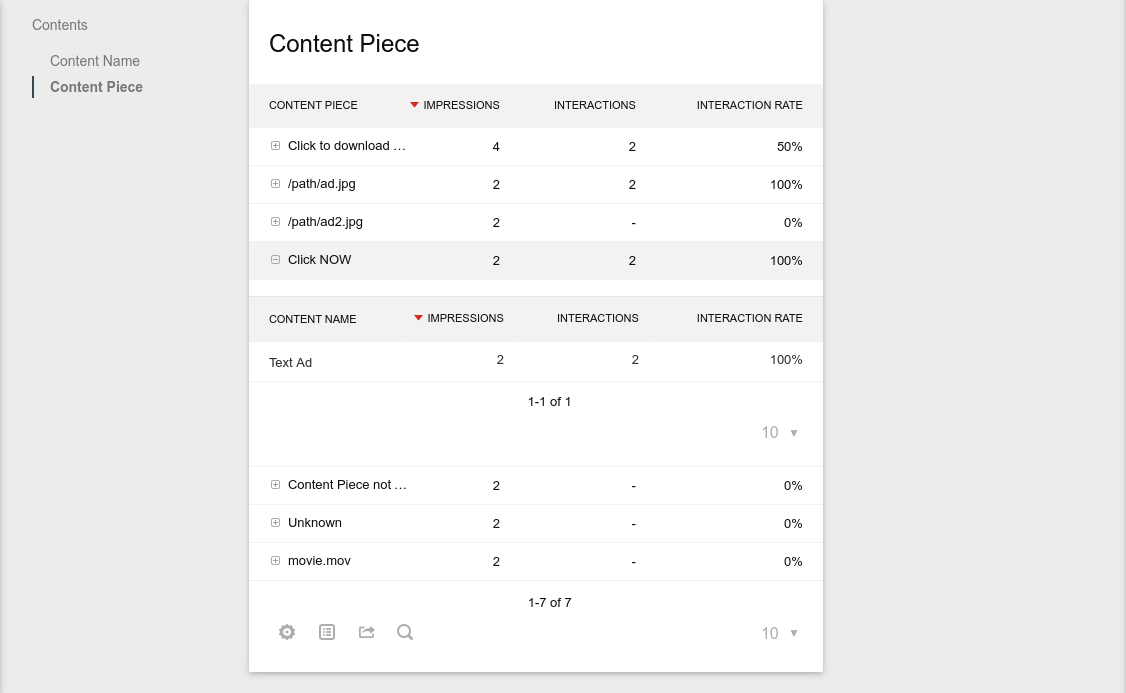 Contents
Content Name
Content Piece
Content Piece
CONTENT PIECE IMPRESSIONS INTERACTIONS INTERACTION RATE
Click to download … 4 2 50%
/path/ad.jpg 2 2 100%
/path/ad2.jpg 2 - 0%
Click NOW 2 2 100%
CONTENT NAME IMPRESSIONS INTERACTIONS INTERACTION RATE
Text Ad 2 2 100%
1-1 of 1
10
Content Piece not … 2 - 0%
Unknown 2 - 0%
movie.mov 2 - 0%
1-7 of 7
10